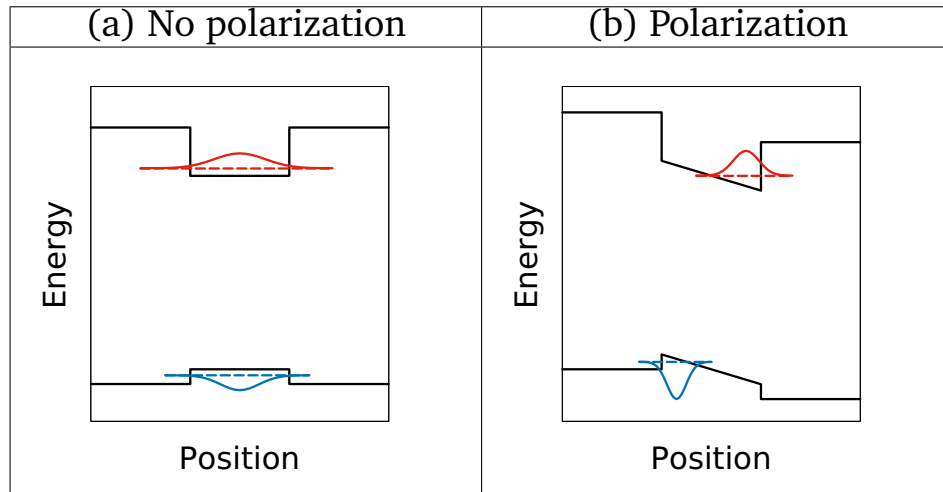 (a) No polarization
(b) Polarization
Energy
Position
Energy
Position